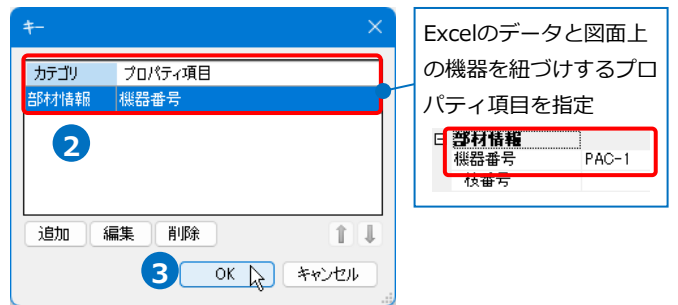 キー
カテゴリ プロパティ項目
部材情報 機器番号
2
追加 編集 削除
3 OK キャンセル
Excelのデータと図面上
の機器を紐づけするプロ
パティ項目を指定
部材情報
機器番号 PAC-1
枝番号